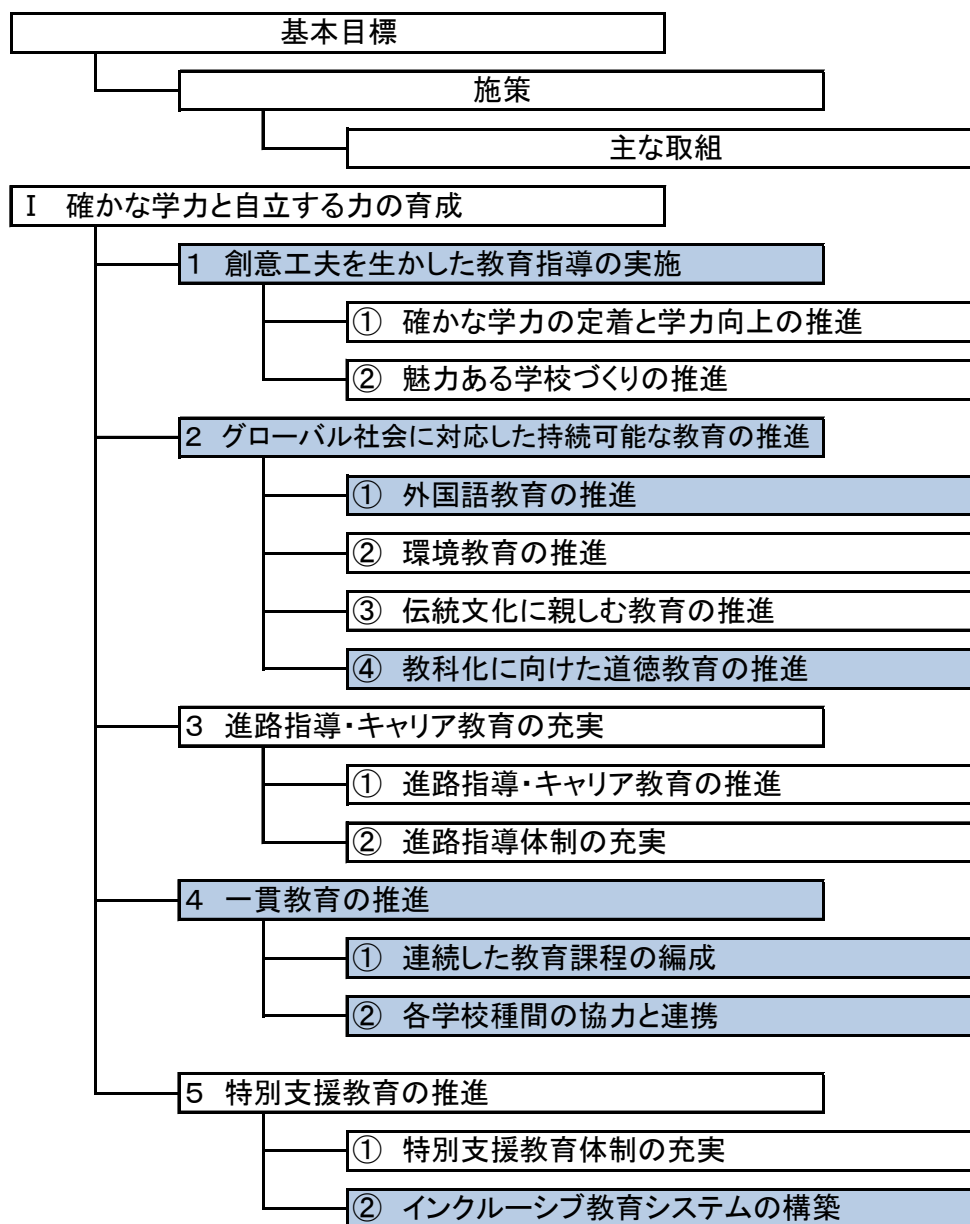 基本目標
施策
主な取組
Ⅰ 確かな学力と自立する力の育成
1 創意工夫を生かした教育指導の実施
① 確かな学力の定着と学力向上の推進
② 魅力ある学校づくりの推進
2 グローバル社会に対応した持続可能な教育の推進
① 外国語教育の推進
② 環境教育の推進
③ 伝統文化に親しむ教育の推進
④ 教科化に向けた道徳教育の推進
3 進路指導・キャリア教育の充実
① 進路指導・キャリア教育の推進
② 進路指導体制の充実
4 一貫教育の推進
① 連続した教育課程の編成
② 各学校種間の協力と連携
5 特別支援教育の推進
① 特別支援教育体制の充実
② インクルーシブ教育システムの構築